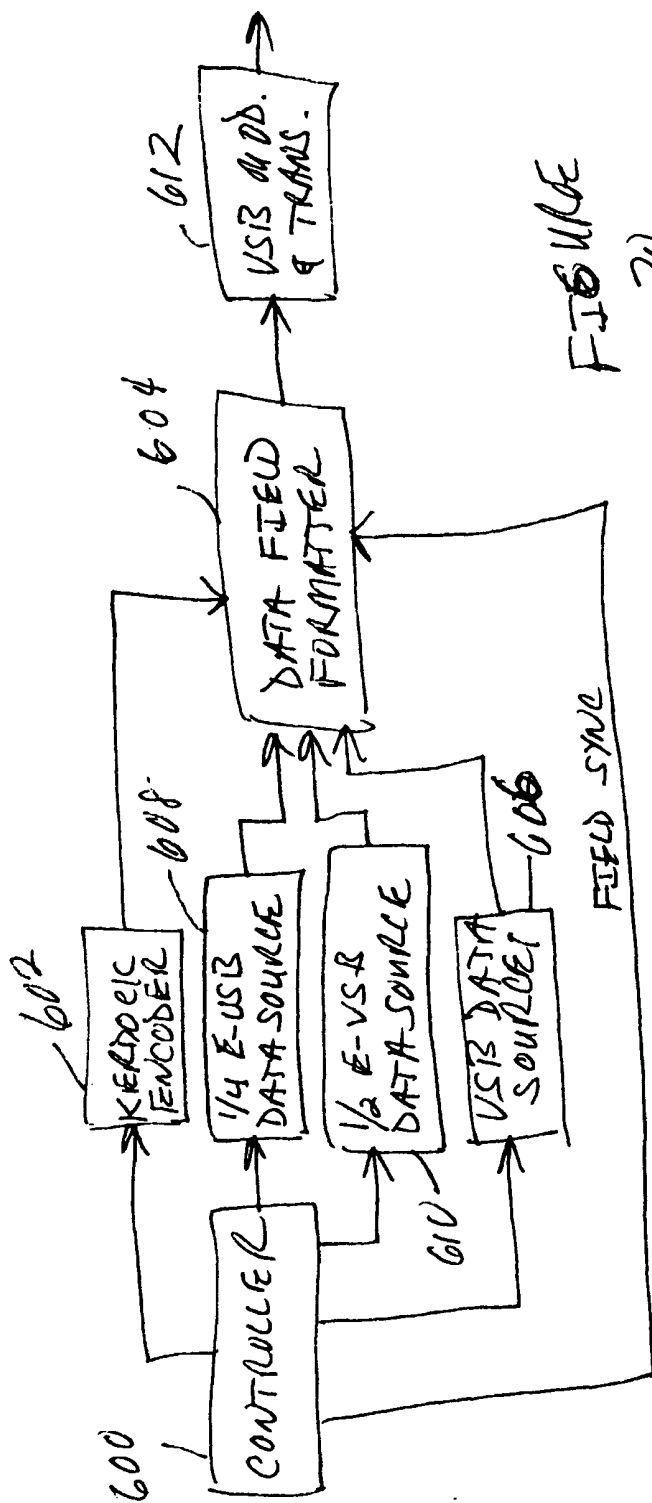 600
CONTROLLER
602
KERDOCK
ENCODER
608
1/4 E-VSB
DATA SOURCE
1/2 E-VSB
DATA SOURCE
610
VSB DATA
SOURCE
606
FIELD SYNC
604
DATA FIELD
FORMATTER
612
VSB MOD.
& TRANS.
FIGURE